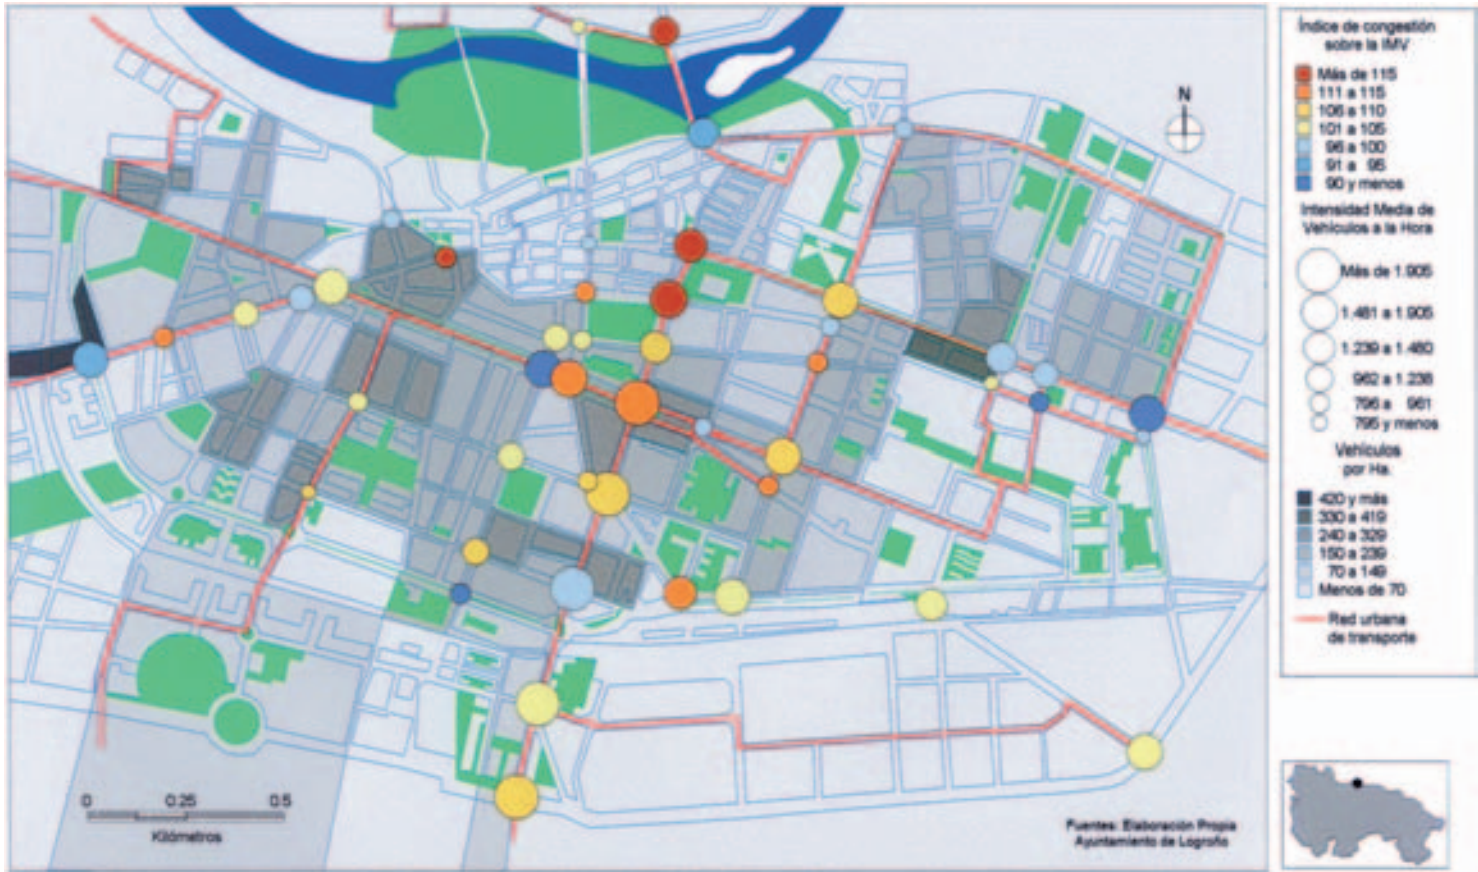 N
0 0.25 0.5
Kilómetros
Fuentes: Elaboración Propia
Ayuntamiento de Logroño
Índice de congestión
sobre la IMV
Más de 115
111 a 115
106 a 110
101 a 105
96 a 100
91 a 95
90 y menos
Intensidad Media de
Vehículos a la Hora
Más de 1.905
1.481 a 1.905
1.239 a 1.480
962 a 1.238
796 a 961
795 y menos
Vehículos
por Ha.
420 y más
330 a 419
240 a 329
150 a 239
70 a 149
Menos de 70
Red urbana
de transporte